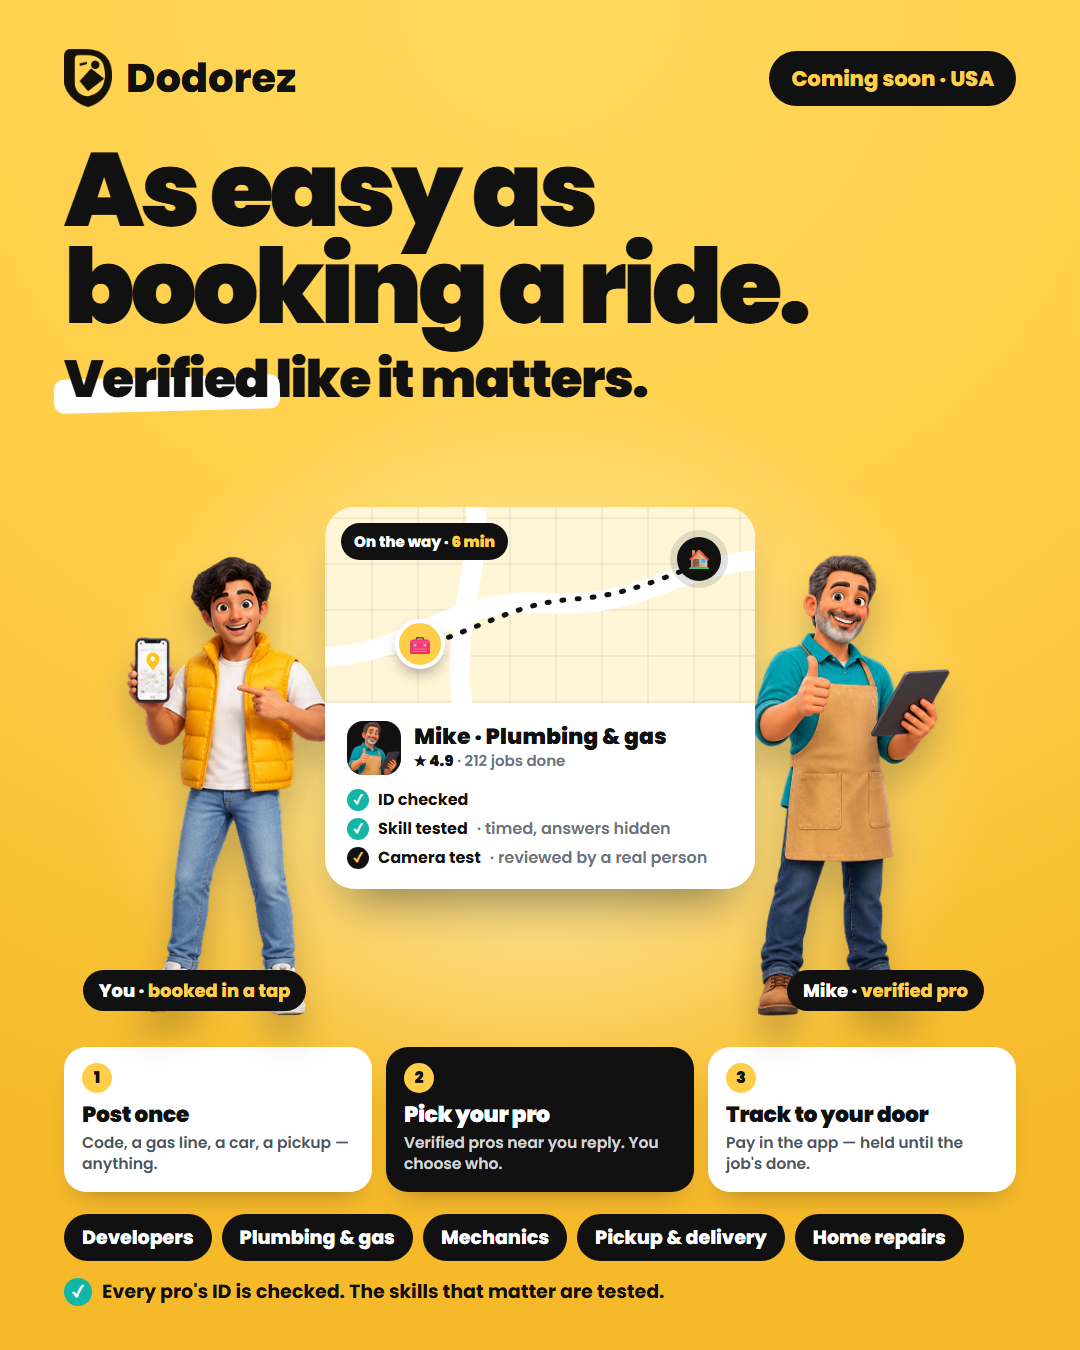 Dodorez
Coming soon · USA
As easy as
booking a ride.
Verified like it matters.
On the way · 6 min
Mike · Plumbing & gas
★ 4.9 · 212 jobs done
✓ ID checked
✓ Skill tested · timed, answers hidden
✓ Camera test · reviewed by a real person
You · booked in a tap
Mike · verified pro
1
Post once
Code, a gas line, a car, a pickup —
anything.
2
Pick your pro
Verified pros near you reply. You
choose who.
3
Track to your door
Pay in the app — held until the
job's done.
Developers
Plumbing & gas
Mechanics
Pickup & delivery
Home repairs
✓ Every pro's ID is checked. The skills that matter are tested.